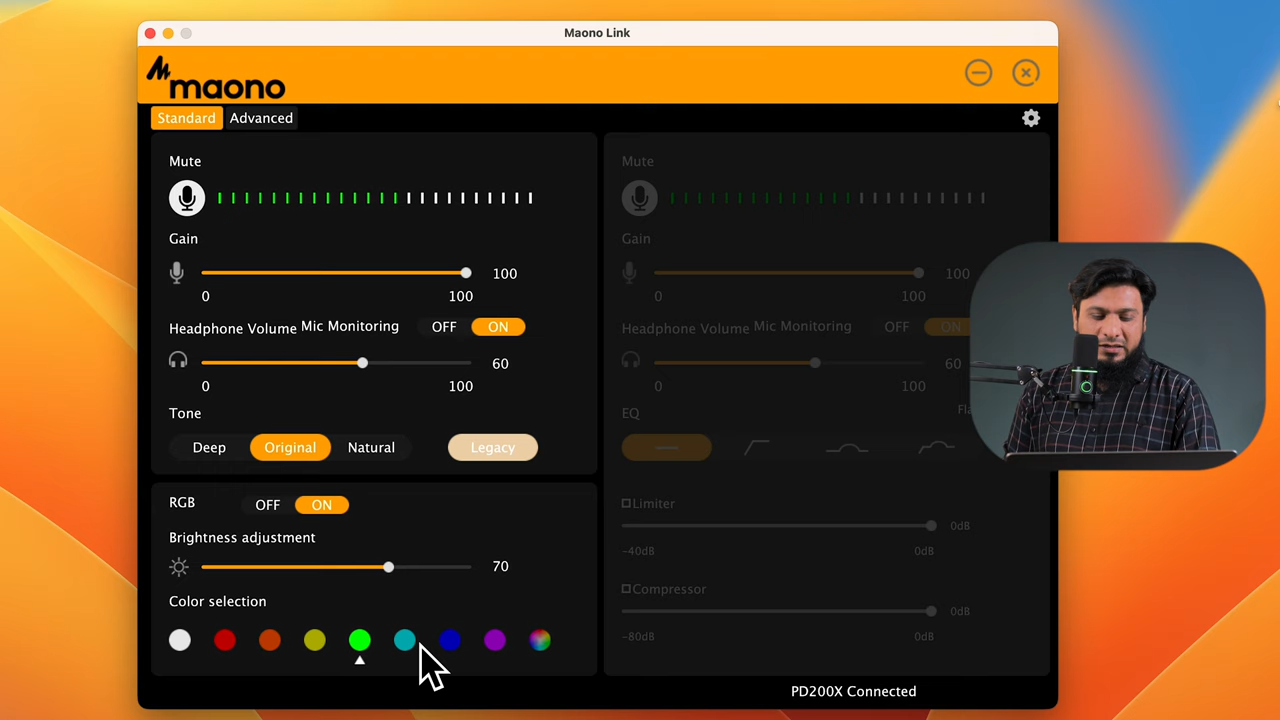 Maono Link
maono
Standard Advanced
Mute
Gain
100
0 100
Headphone Volume Mic Monitoring OFF ON
60
0 100
Tone
Deep Original Natural Legacy
RGB OFF ON
Brightness adjustment
70
Color selection
Mute
Gain
100
0 100
Headphone Volume Mic Monitoring OFF ON
60
0 100
EQ
Limiter
0dB
-40dB 0dB
Compressor
0dB
-80dB 0dB
PD200X Connected